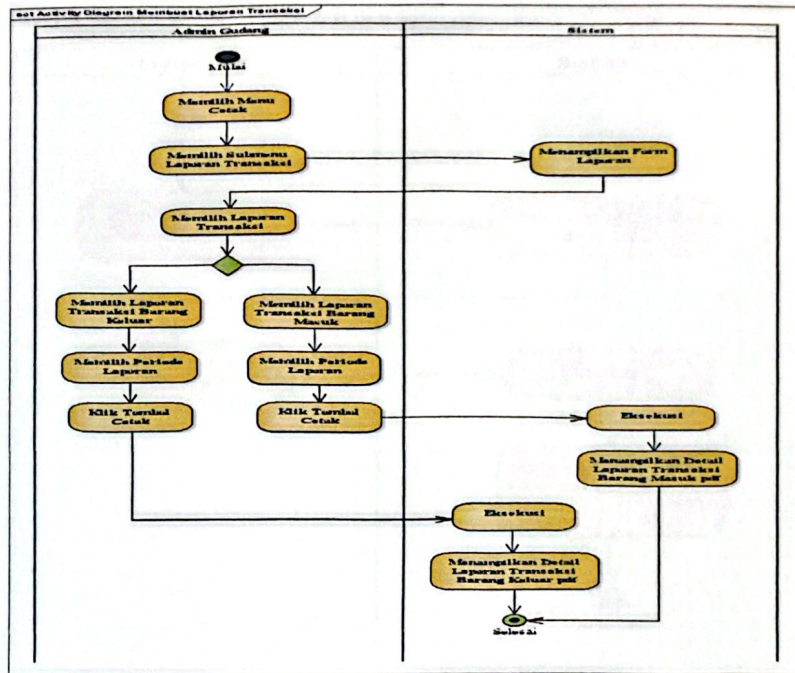 act Activity Diagram Membuat Laporan Transaksi
Admin Gudang
Sistem
Mulai
Memilih Menu
Cetak
Memilih Submenu
Laporan Transaksi
Menampilkan Form
Laporan
Memilih Laporan
Transaksi
Memilih Laporan
Transaksi Barang
Keluar
Memilih Laporan
Transaksi Barang
Masuk
Memilih Periode
Laporan
Memilih Periode
Laporan
Klik Tombol
Cetak
Klik Tombol
Cetak
Eksekusi
Menampilkan Detail
Laporan Transaksi
Barang Masuk pdf
Eksekusi
Menampilkan Detail
Laporan Transaksi
Barang Keluar pdf
Selesai